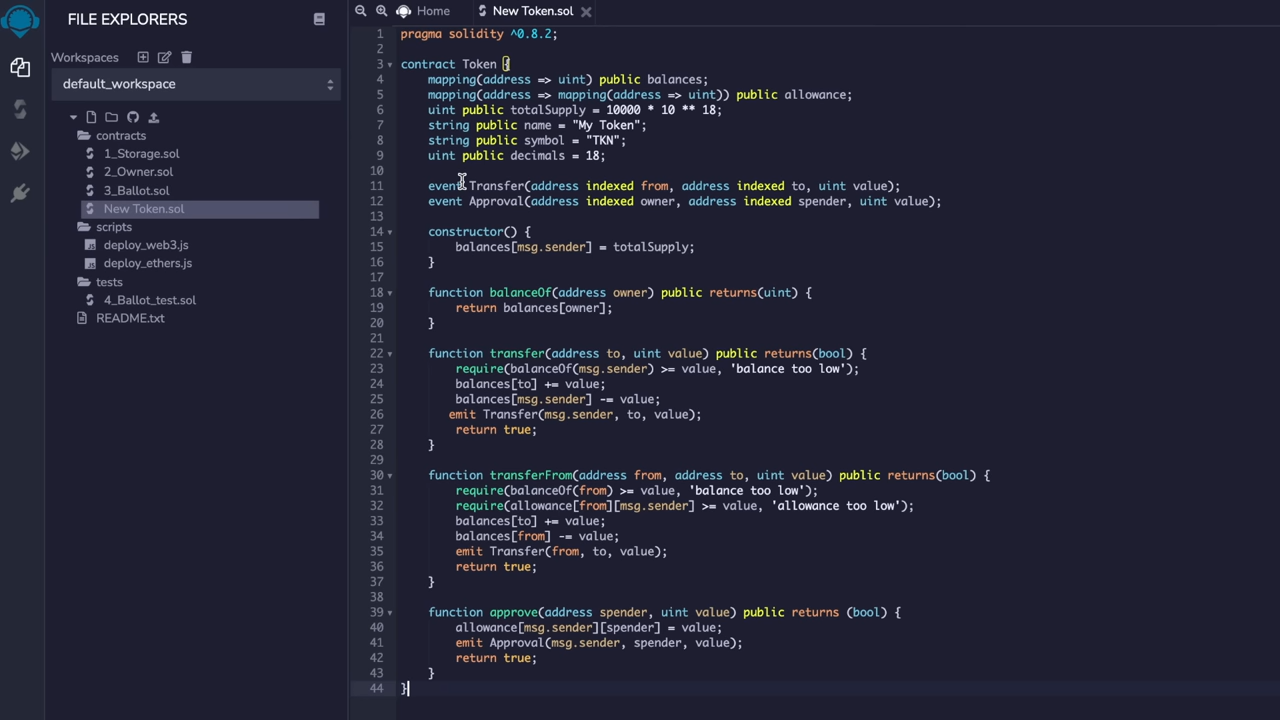 FILE EXPLORERS
Workspaces
default_workspace
contracts
1_Storage.sol
2_Owner.sol
3_Ballot.sol
New Token.sol
scripts
deploy_web3.js
deploy_ethers.js
tests
4_Ballot_test.sol
README.txt
Home
New Token.sol
1 pragma solidity ^0.8.2;
2
3 contract Token {
4 mapping(address => uint) public balances;
5 mapping(address => mapping(address => uint)) public allowance;
6 uint public totalSupply = 10000 * 10 ** 18;
7 string public name = "My Token";
8 string public symbol = "TKN";
9 uint public decimals = 18;
10
11 event Transfer(address indexed from, address indexed to, uint value);
12 event Approval(address indexed owner, address indexed spender, uint value);
13
14 constructor() {
15 balances[msg.sender] = totalSupply;
16 }
17
18 function balanceOf(address owner) public returns(uint) {
19 return balances[owner];
20 }
21
22 function transfer(address to, uint value) public returns(bool) {
23 require(balanceOf(msg.sender) >= value, 'balance too low');
24 balances[to] += value;
25 balances[msg.sender] -= value;
26 emit Transfer(msg.sender, to, value);
27 return true;
28 }
29
30 function transferFrom(address from, address to, uint value) public returns(bool) {
31 require(balanceOf(from) >= value, 'balance too low');
32 require(allowance[from][msg.sender] >= value, 'allowance too low');
33 balances[to] += value;
34 balances[from] -= value;
35 emit Transfer(from, to, value);
36 return true;
37 }
38
39 function approve(address spender, uint value) public returns (bool) {
40 allowance[msg.sender][spender] = value;
41 emit Approval(msg.sender, spender, value);
42 return true;
43 }
44 }